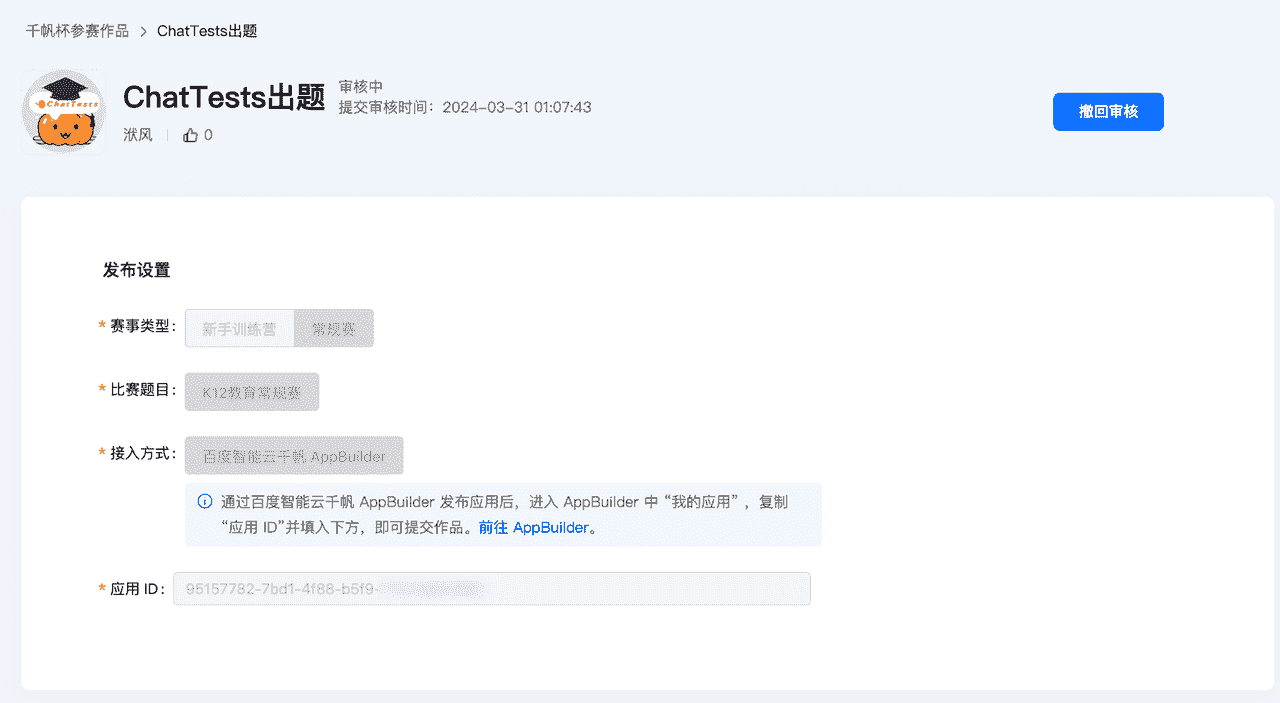 千帆杯参赛作品 > ChatTests出题
ChatTests
ChatTests出题 审核中
提交审核时间：2024-03-31 01:07:43
洑风 | 0
撤回审核
发布设置
* 赛事类型： 新手训练营 常规赛
* 比赛题目： K12教育常规赛
* 接入方式： 百度智能云千帆 AppBuilder
通过百度智能云千帆 AppBuilder 发布应用后，进入 AppBuilder 中 “我的应用” ，复制
“应用 ID”并填入下方，即可提交作品。前往 AppBuilder。
* 应用 ID： 95157782-7bd1-4f88-b5f9-